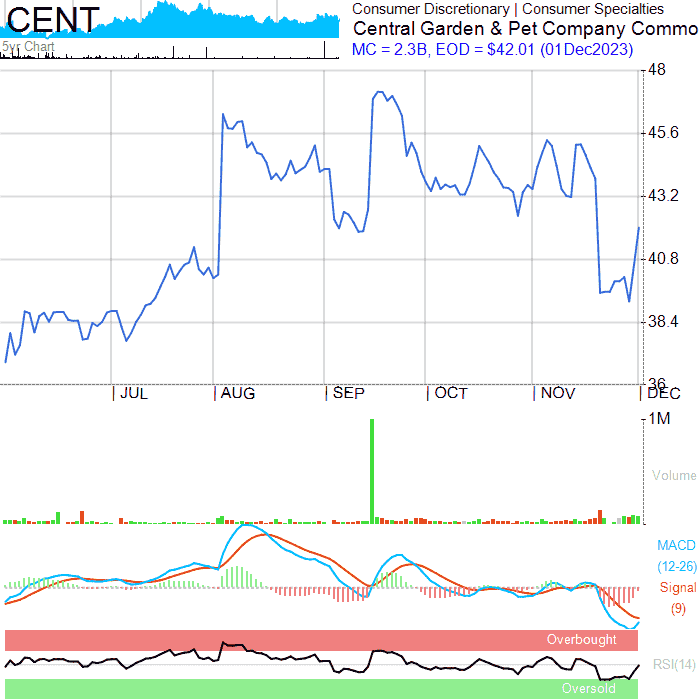 CENT
5yr Chart
Consumer Discretionary | Consumer Specialties
Central Garden & Pet Company Commo
MC = 2.3B, EOD = $42.01 (01Dec2023)
48
45.6
43.2
40.8
38.4
36
JUL
AUG
SEP
OCT
NOV
DEC
1M
Volume
MACD
(12-26)
Signal
(9)
Overbought
RSI(14)
Oversold